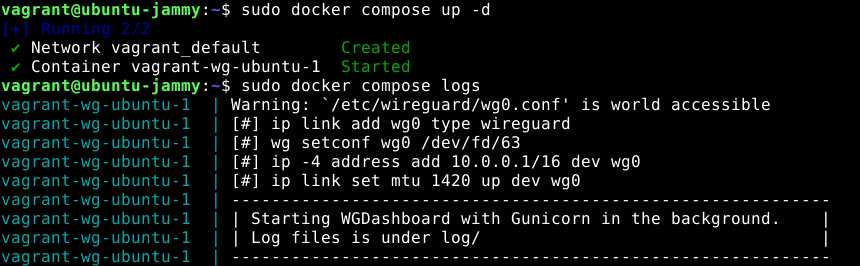 vagrant@ubuntu-jammy:~$ sudo docker compose up -d
[+] Running 2/2
✔ Network vagrant_default Created
✔ Container vagrant-wg-ubuntu-1 Started
vagrant@ubuntu-jammy:~$ sudo docker compose logs
vagrant-wg-ubuntu-1 | Warning: `/etc/wireguard/wg0.conf' is world accessible
vagrant-wg-ubuntu-1 | [#] ip link add wg0 type wireguard
vagrant-wg-ubuntu-1 | [#] wg setconf wg0 /dev/fd/63
vagrant-wg-ubuntu-1 | [#] ip -4 address add 10.0.0.1/16 dev wg0
vagrant-wg-ubuntu-1 | [#] ip link set mtu 1420 up dev wg0
vagrant-wg-ubuntu-1 | -------------------------------------------------------------
vagrant-wg-ubuntu-1 | | Starting WGDashboard with Gunicorn in the background. |
vagrant-wg-ubuntu-1 | | Log files is under log/ |
vagrant-wg-ubuntu-1 | -------------------------------------------------------------